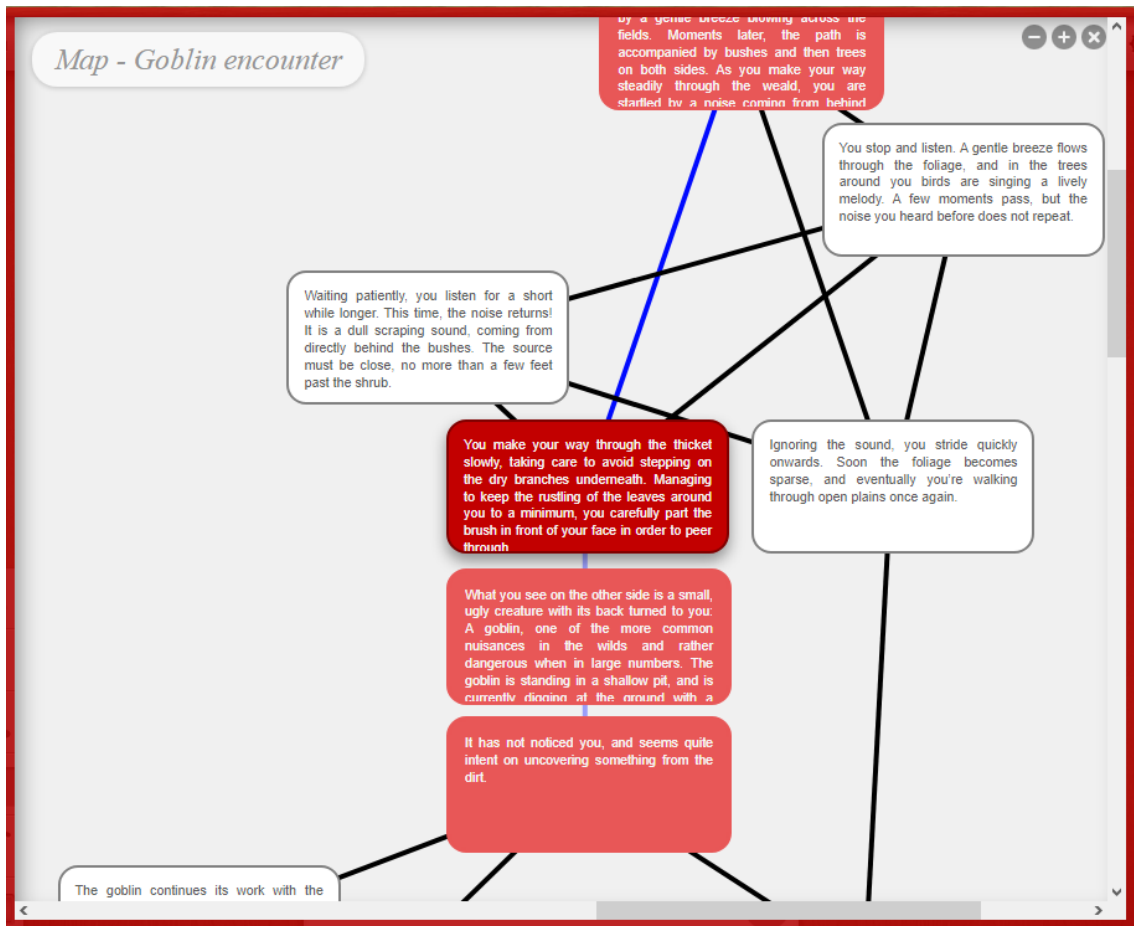 Map - Goblin encounter
by a gentle breeze blowing across the
fields. Moments later, the path is
accompanied by bushes and then trees
on both sides. As you make your way
steadily through the weald, you are
startled by a noise coming from behind
You stop and listen. A gentle breeze flows
through the foliage, and in the trees
around you birds are singing a lively
melody. A few moments pass, but the
noise you heard before does not repeat.
Waiting patiently, you listen for a short
while longer. This time, the noise returns!
It is a dull scraping sound, coming from
directly behind the bushes. The source
must be close, no more than a few feet
past the shrub.
You make your way through the thicket
slowly, taking care to avoid stepping on
the dry branches underneath. Managing
to keep the rustling of the leaves around
you to a minimum, you carefully part the
brush in front of your face in order to peer
through
Ignoring the sound, you stride quickly
onwards. Soon the foliage becomes
sparse, and eventually you're walking
through open plains once again.
What you see on the other side is a small,
ugly creature with its back turned to you:
A goblin, one of the more common
nuisances in the wilds and rather
dangerous when in large numbers. The
goblin is standing in a shallow pit, and is
currently digging at the ground with a
It has not noticed you, and seems quite
intent on uncovering something from the
dirt.
The goblin continues its work with the